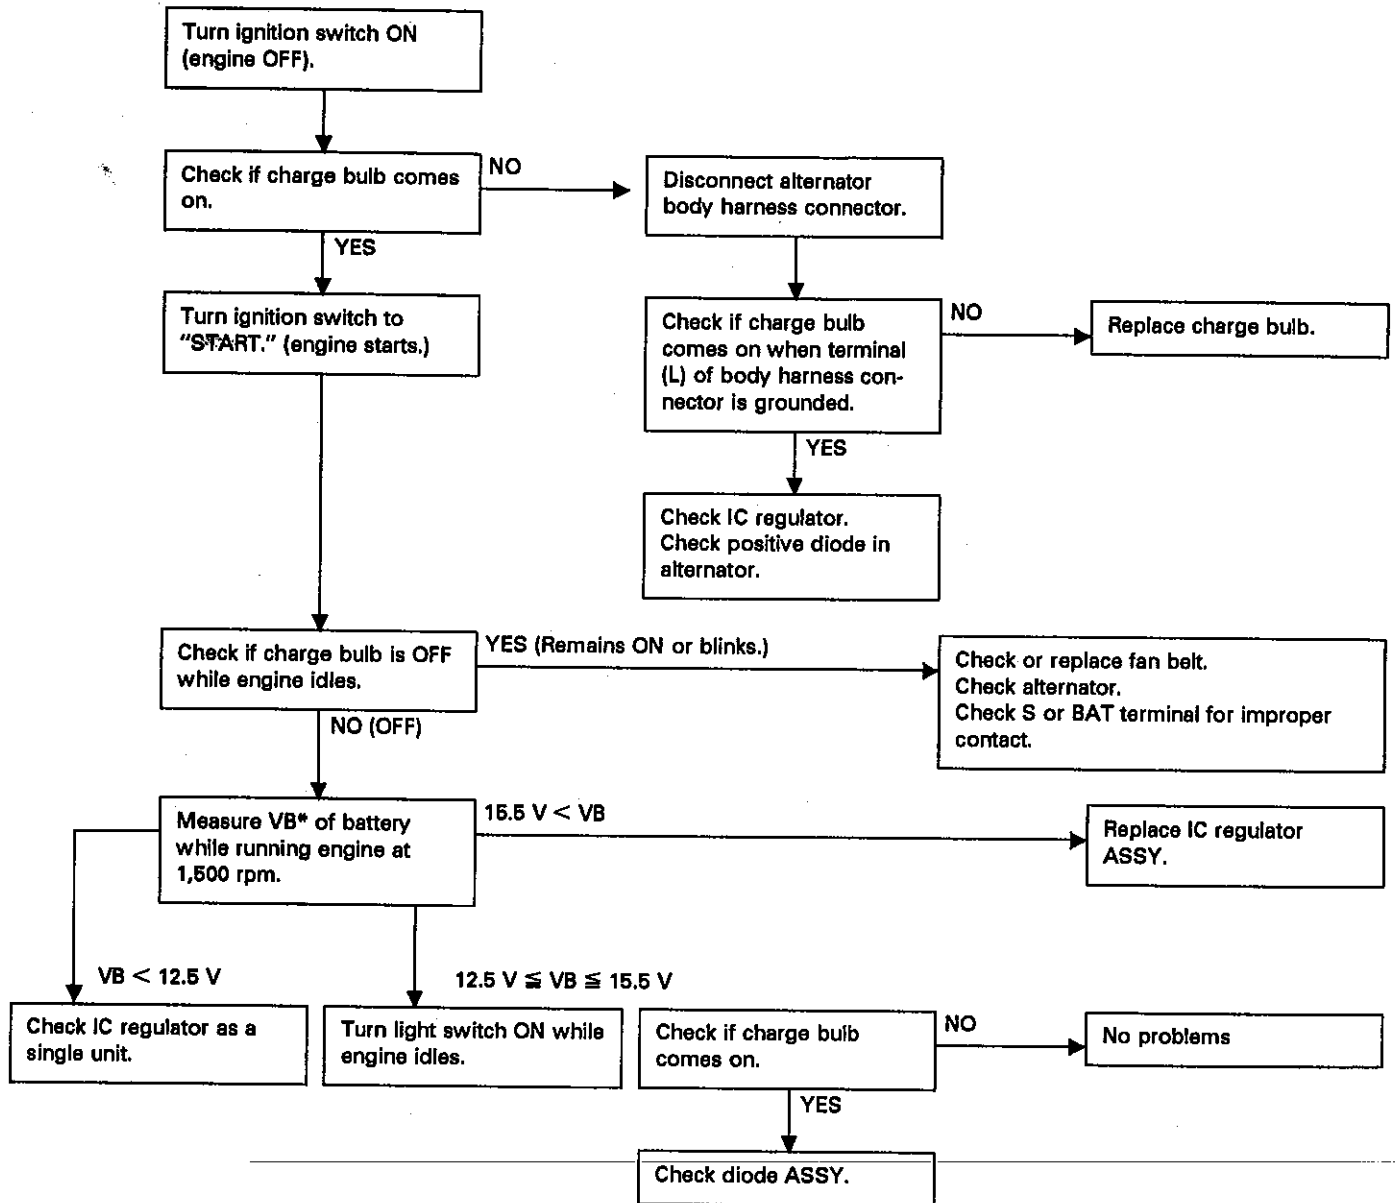 Turn ignition switch ON
(engine OFF).
Check if charge bulb comes
on.
NO
Disconnect alternator
body harness connector.
YES
Turn ignition switch to
"START." (engine starts.)
Check if charge bulb
comes on when terminal
(L) of body harness con-
nector is grounded.
NO
Replace charge bulb.
YES
Check IC regulator.
Check positive diode in
alternator.
Check if charge bulb is OFF
while engine idles.
YES (Remains ON or blinks.)
Check or replace fan belt.
Check alternator.
Check S or BAT terminal for improper
contact.
NO (OFF)
Measure VB* of battery
while running engine at
1,500 rpm.
15.5 V < VB
Replace IC regulator
ASSY.
VB < 12.5 V
12.5 V ≦ VB ≦ 15.5 V
Check IC regulator as a
single unit.
Turn light switch ON while
engine idles.
Check if charge bulb
comes on.
NO
No problems
YES
Check diode ASSY.